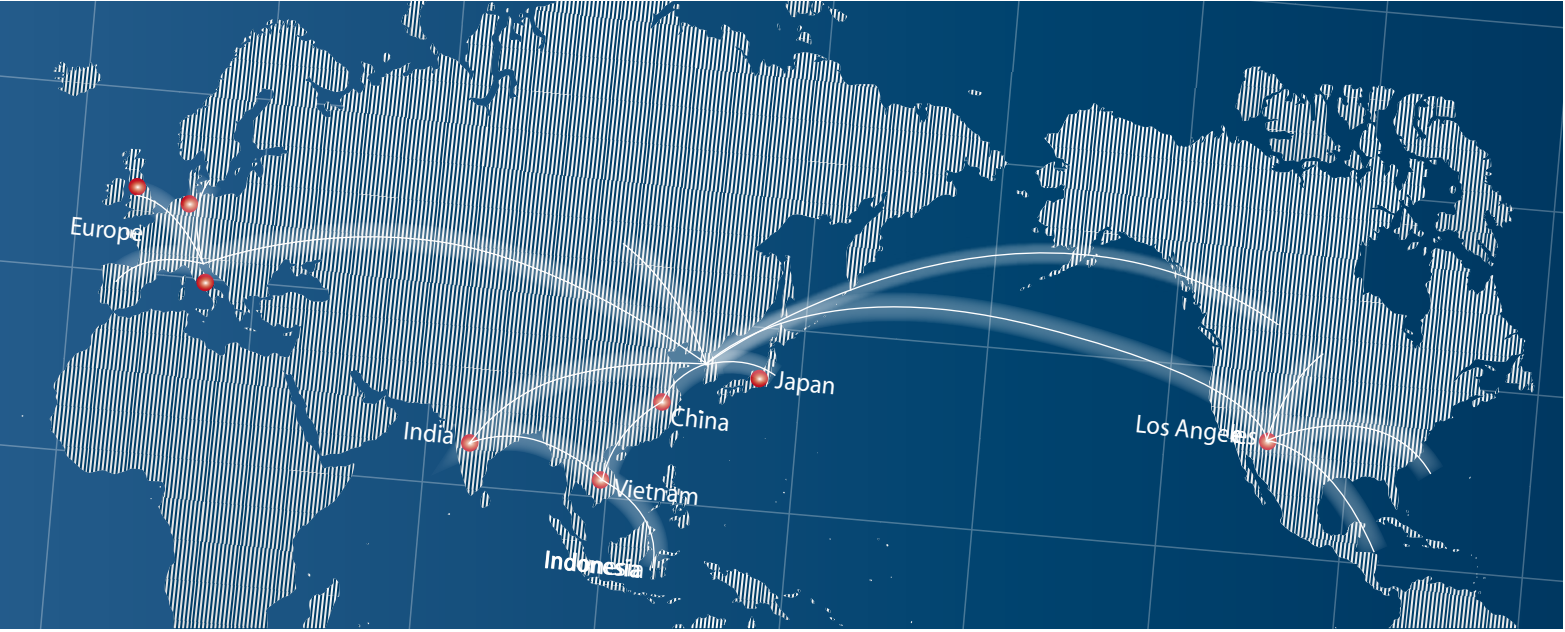 Europe
Japan
China
India
Los Angeles
Vietnam
Indonesia